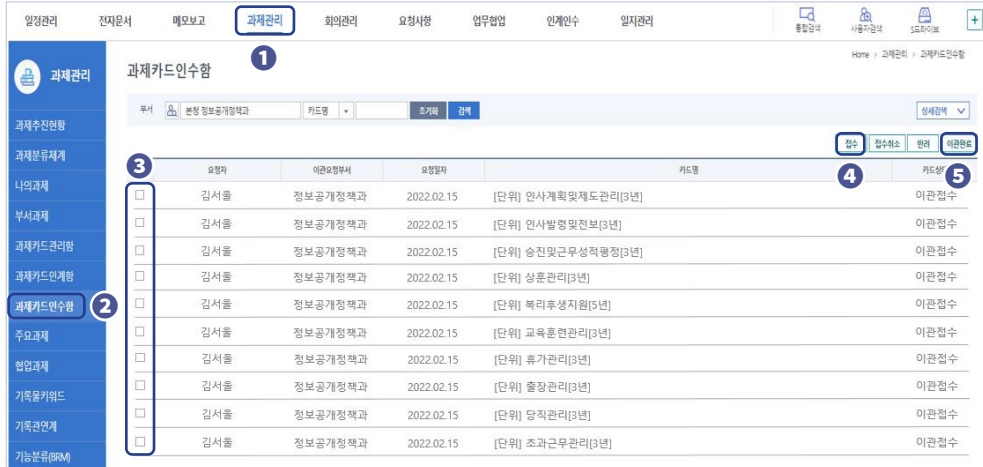 일정관리 전자문서 메모보고 과제관리 회의관리 요청사항 업무협업 인계인수 일지관리 통합검색 사용자검색 S드라이브
1
Home > 과제관리 > 과제카드인수함
과제관리
과제카드인수함
부서 본청 정보공개정책과 카드명 초기화 검색 상세검색
접수 접수취소 반려 이관완료
3 4 5
요청자 이관요청부서 요청일자 카드명
김서울 정보공개정책과 2022.02.15 [단위] 인사계획및제도관리[3년] 이관접수
김서울 정보공개정책과 2022.02.15 [단위] 인사발령및전보[3년] 이관접수
김서울 정보공개정책과 2022.02.15 [단위] 승진및근무성적평정[3년] 이관접수
김서울 정보공개정책과 2022.02.15 [단위] 상훈관리[3년] 이관접수
김서울 정보공개정책과 2022.02.15 [단위] 복리후생지원[5년] 이관접수
김서울 정보공개정책과 2022.02.15 [단위] 교육훈련관리[3년] 이관접수
김서울 정보공개정책과 2022.02.15 [단위] 휴가관리[3년] 이관접수
김서울 정보공개정책과 2022.02.15 [단위] 출장관리[3년] 이관접수
김서울 정보공개정책과 2022.02.15 [단위] 당직관리[3년] 이관접수
김서울 정보공개정책과 2022.02.15 [단위] 초과근무관리[3년] 이관접수
과제추진현황
과제분류체계
나의과제
부서과제
과제카드관리함
과제카드인계함
과제카드인수함 2
주요과제
협업과제
기록물키워드
기록관연계
기능분류(BRM)